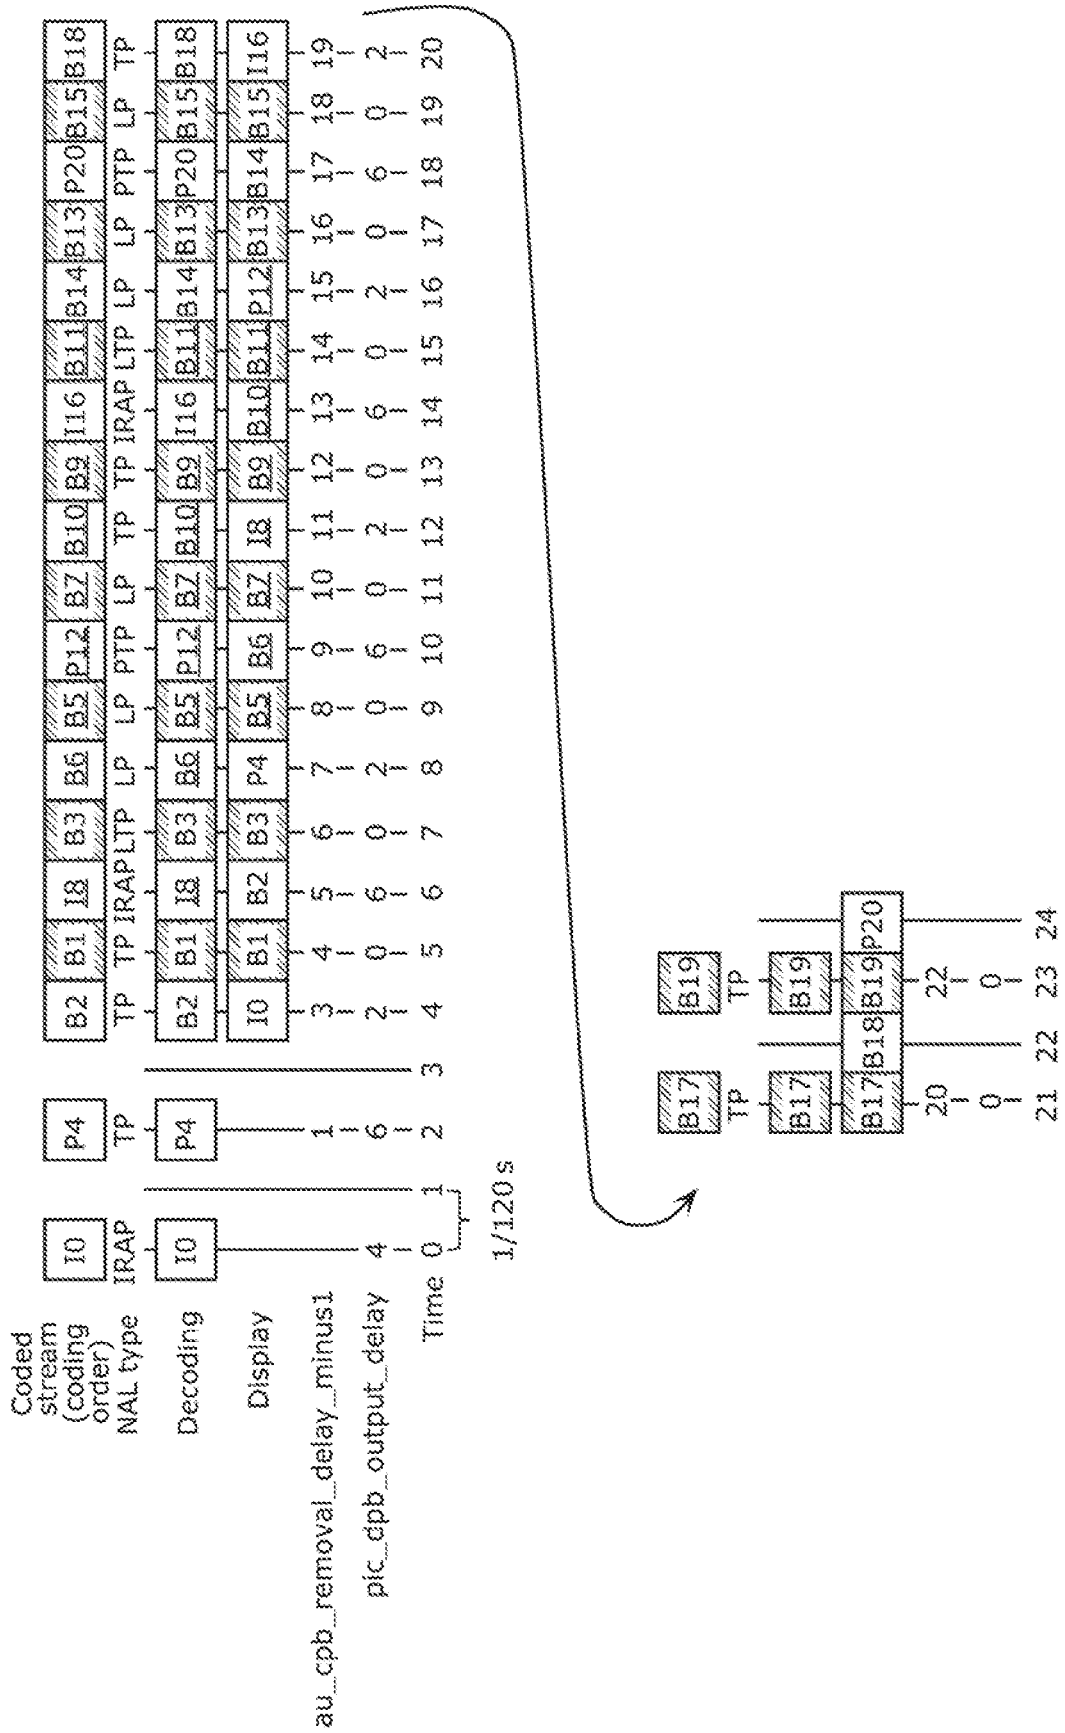 Coded
stream
(coding
order)
I0 P4 B2 B1 I8 B3 B6 B5 P12 B7 B10 B9 I16 B11 B14 B13 P20 B15 B18
NAL type IRAP TP TP TP IRAP LTP LP LP PTP LP TP TP IRAP LTP LP LP PTP LP TP
Decoding I0 P4 B2 B1 I8 B3 B6 B5 P12 B7 B10 B9 I16 B11 B14 B13 P20 B15 B18
Display I0 B1 B2 B3 P4 B5 B6 B7 I8 B9 B10 B11 P12 B13 B14 B15 I16
au_cpb_removal_delay_minus1 1 3 4 5 6 7 8 9 10 11 12 13 14 15 16 17 18 19
pic_dpb_output_delay 4 6 2 0 6 0 2 0 6 0 2 0 6 0 2 0 6 0 2
Time 0 1 2 3 4 5 6 7 8 9 10 11 12 13 14 15 16 17 18 19 20
1/120 s
B17 B19
TP TP
B17 B19
B17 B18 B19 P20
20 22
0 0
21 22 23 24